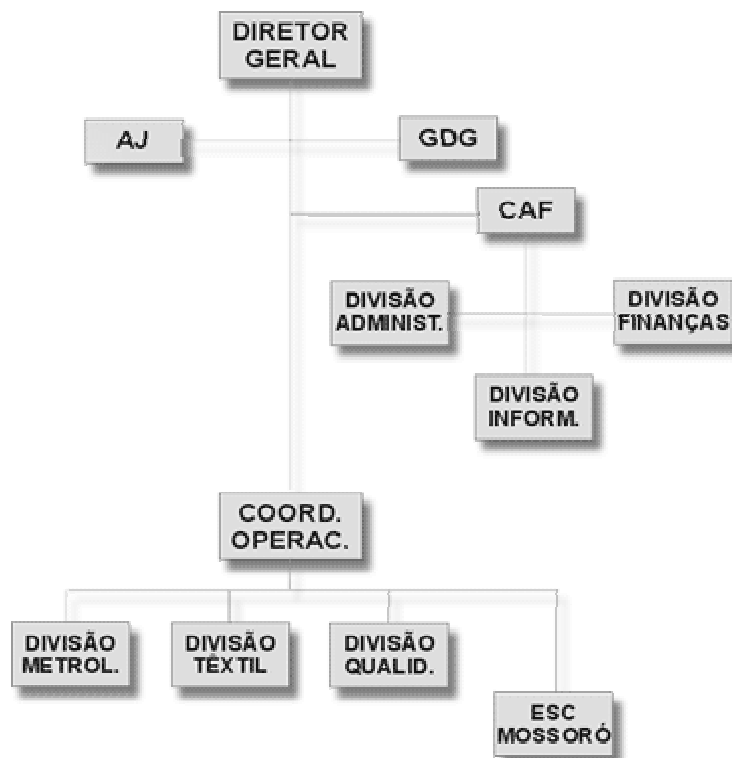 DIRETOR
GERAL
AJ
GDG
CAF
DIVISÃO
ADMINIST.
DIVISÃO
FINANÇAS
DIVISÃO
INFORM.
COORD.
OPERAC.
DIVISÃO
METROL.
DIVISÃO
TÊXTIL
DIVISÃO
QUALID.
ESC
MOSSORÓ